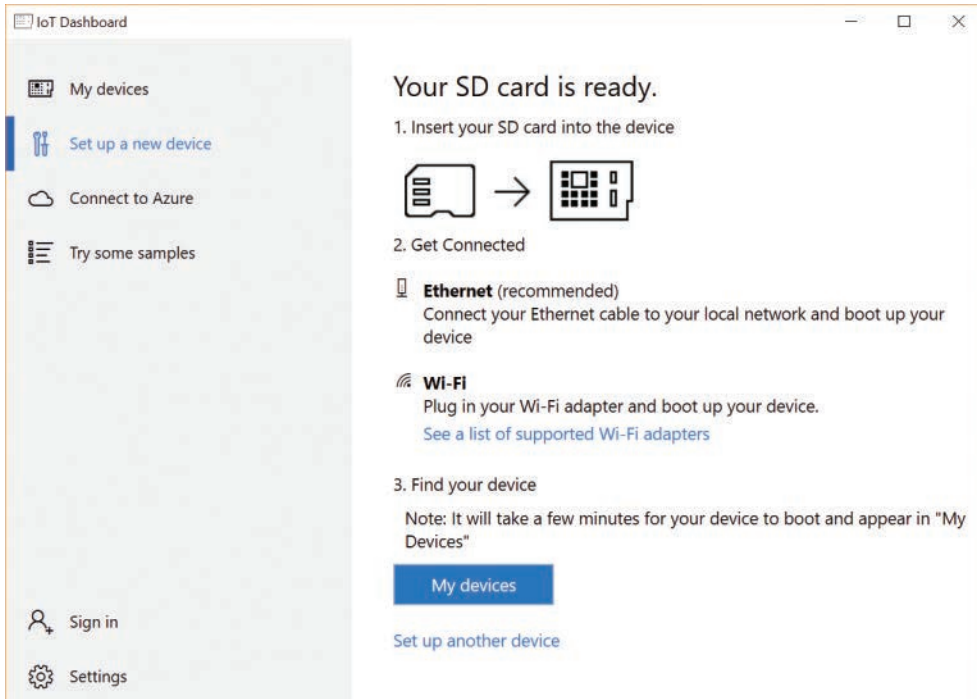 IoT Dashboard
My devices
Set up a new device
Connect to Azure
Try some samples
Sign in
Settings
Your SD card is ready.
1. Insert your SD card into the device
2. Get Connected
Ethernet (recommended)
Connect your Ethernet cable to your local network and boot up your
device
Wi-Fi
Plug in your Wi-Fi adapter and boot up your device.
See a list of supported Wi-Fi adapters
3. Find your device
Note: It will take a few minutes for your device to boot and appear in "My
Devices"
My devices
Set up another device